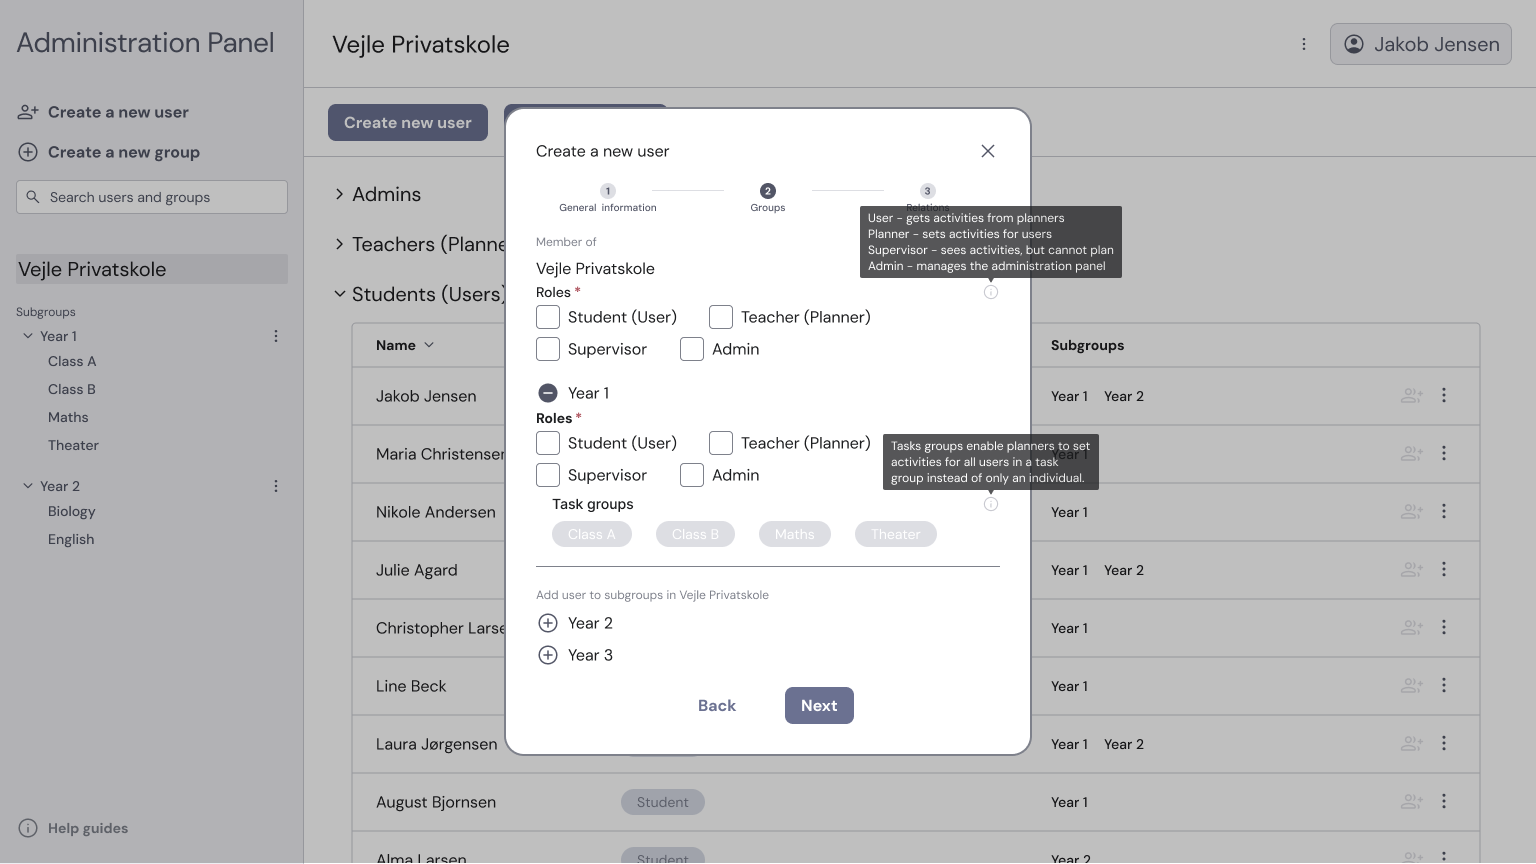 Administration Panel
Vejle Privatskole
Jakob Jensen
Create a new user
Create a new group
Search users and groups
Vejle Privatskole
Subgroups
Year 1
Class A
Class B
Maths
Theater
Year 2
Biology
English
Help guides
Create new user
Admins
Teachers (Planne
Students (Users)
Name
Subgroups
Jakob Jensen
Year 1 Year 2
Maria Christensen
Year 1
Nikole Andersen
Year 1
Julie Agard
Year 1 Year 2
Christopher Larse
Year 1
Line Beck
Year 1
Laura Jørgensen
Year 1 Year 2
August Bjornsen
Student
Year 1
Alma Larsen
Student
Year 2
Create a new user
1 2 3
General information
Groups
Relations
User - gets activities from planners
Planner - sets activities for users
Supervisor - sees activities, but cannot plan
Admin - manages the administration panel
Member of
Vejle Privatskole
Roles *
Student (User)
Teacher (Planner)
Supervisor
Admin
Year 1
Roles *
Student (User)
Teacher (Planner)
Supervisor
Admin
Tasks groups enable planners to set
activities for all users in a task
group instead of only an individual.
Task groups
Class A
Class B
Maths
Theater
Add user to subgroups in Vejle Privatskole
Year 2
Year 3
Back
Next